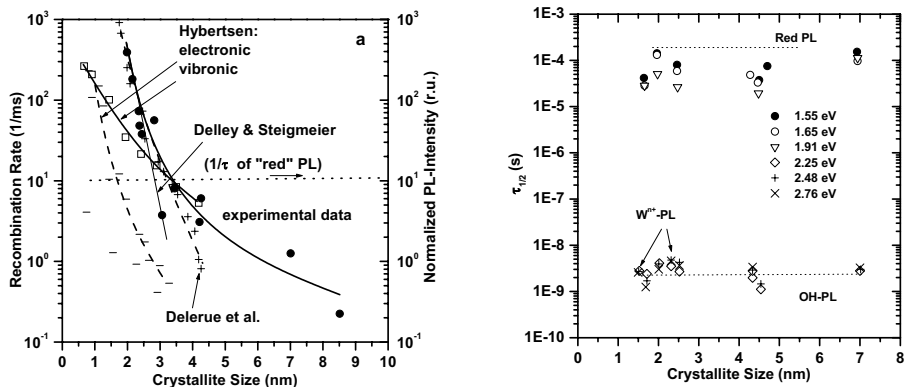 a
Hybertsen:
electronic
vibronic
Delley & Steigmeier
(1/τ of "red" PL)
experimental data
Delerue et al.
10³
10²
10¹
10⁰
10⁻¹
Recombination Rate (1/ms)
10³
10²
10¹
10⁰
10⁻¹
Normalized PL-Intensity (r.u.)
0 1 2 3 4 5 6 7 8 9 10
Crystallite Size (nm)
1E-3
1E-4
1E-5
1E-6
1E-7
1E-8
1E-9
1E-10
τ1/2 (s)
Red PL
1.55 eV
1.65 eV
1.91 eV
2.25 eV
2.48 eV
2.76 eV
Wⁿ⁺-PL
OH-PL
0 1 2 3 4 5 6 7 8
Crystallite Size (nm)